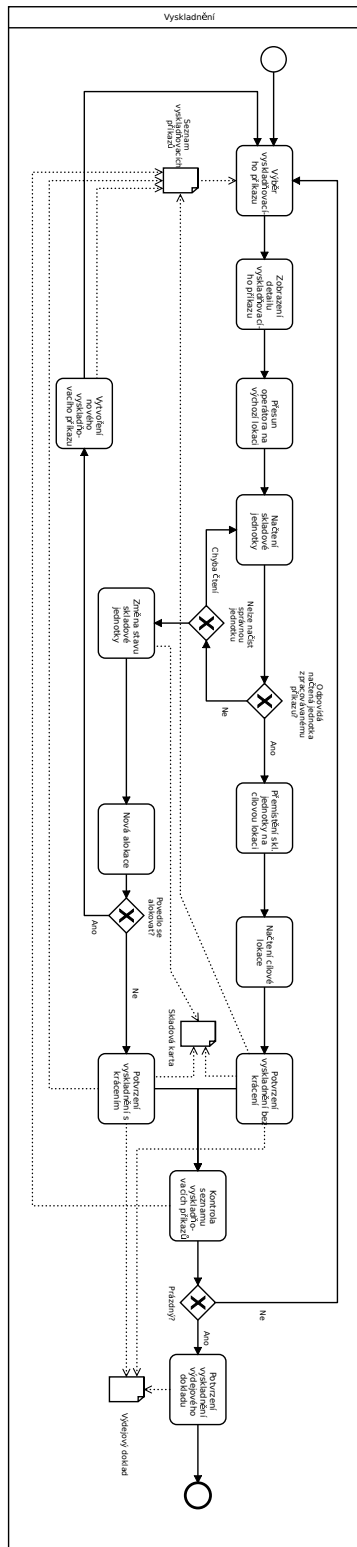 Vyskladnění
Seznam
vyskladňovacích
příkazů
Výběr
vyskladňovací-
ho příkazu
Zobrazení
detailu
vyskladňovací-
ho příkazu
Vytvoření
nového
vyskladňo-
vacího příkazu
Přesun
operátora na
výchozí lokaci
Načtení
skladové
jednotky
Chyba čtení
Nelze načíst
správnou
jednotku
Změna stavu
skladové
jednotky
Ne
Odpovídá
načtená jednotka
zpracovávanému
příkazu?
Ano
Přemístění skl.
jednotky na
cílovou lokaci
Nová alokace
Povedlo se
alokovat?
Ano
Ne
Načtení cílové
lokace
Skladová karta
Potvrzení
vyskladnění s
krácením
Potvrzení
vyskladnění bez
krácení
Kontrola
seznamu
vyskladňo-
vacích příkazů
Prázdný?
Ne
Ano
Potvrzení
vyskladnění
výdejového
dokladu
Výdejový doklad